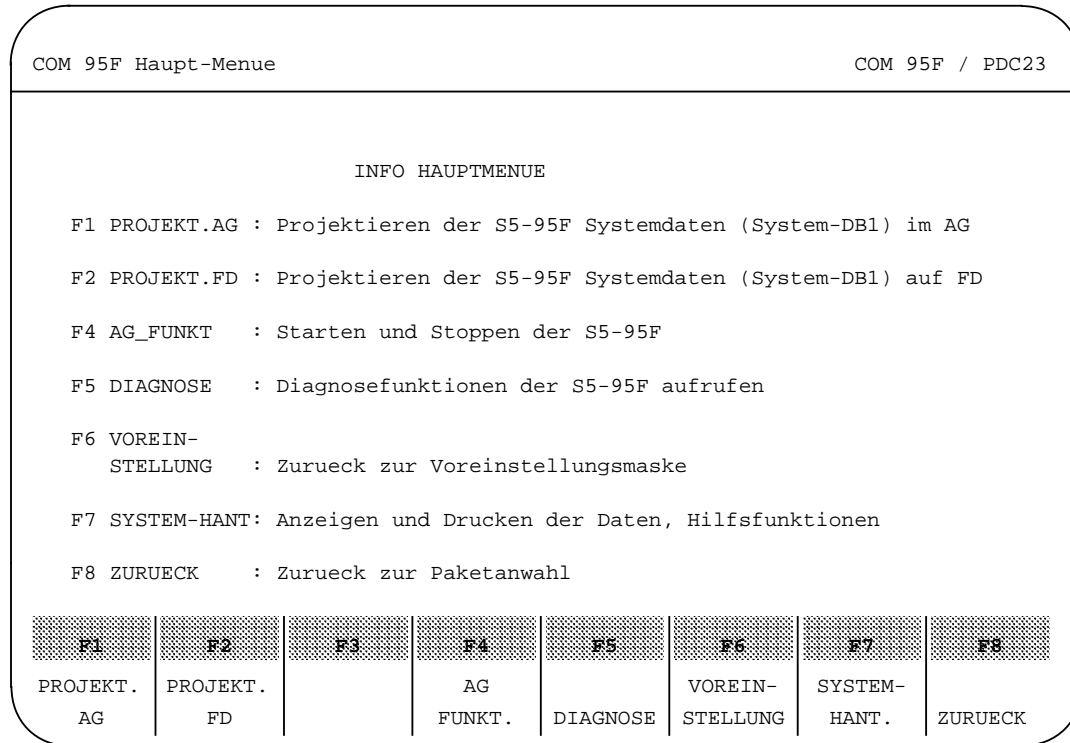 COM 95F Haupt-Menue COM 95F / PDC23
INFO HAUPTMENUE
F1 PROJEKT.AG : Projektieren der S5-95F Systemdaten (System-DB1) im AG
F2 PROJEKT.FD : Projektieren der S5-95F Systemdaten (System-DB1) auf FD
F4 AG_FUNKT : Starten und Stoppen der S5-95F
F5 DIAGNOSE : Diagnosefunktionen der S5-95F aufrufen
F6 VOREIN-
STELLUNG : Zurueck zur Voreinstellungsmaske
F7 SYSTEM-HANT: Anzeigen und Drucken der Daten, Hilfsfunktionen
F8 ZURUECK : Zurueck zur Paketanwahl
F1 F2 F3 F4 F5 F6 F7 F8
PROJEKT. PROJEKT. AG VOREIN- SYSTEM-
AG FD FUNKT. DIAGNOSE STELLUNG HANT. ZURUECK